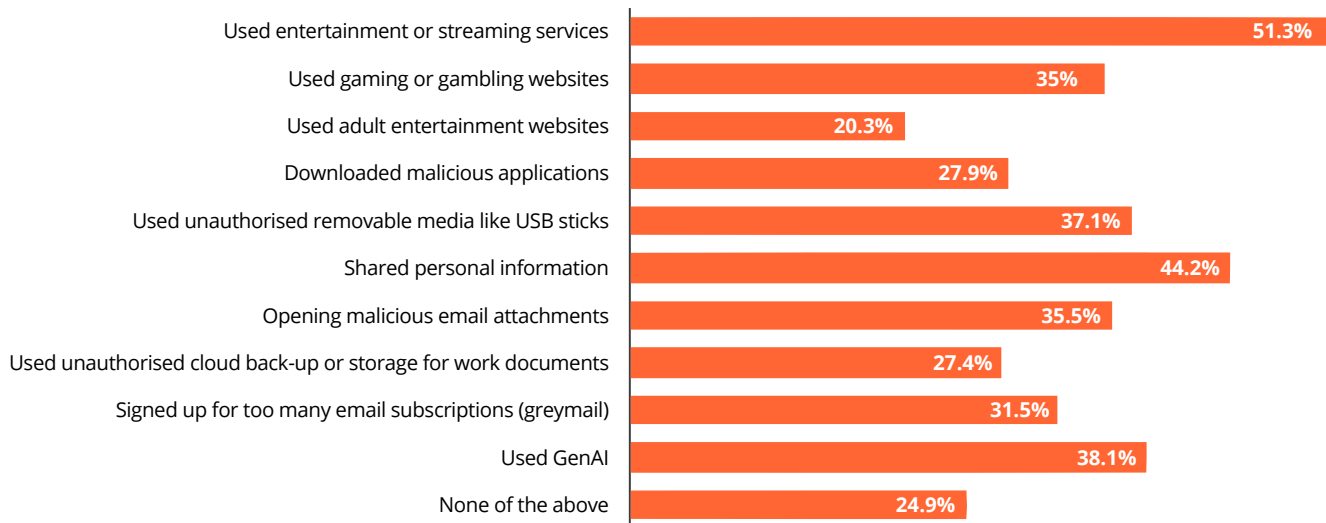 Used entertainment or streaming services 51.3%
Used gaming or gambling websites 35%
Used adult entertainment websites 20.3%
Downloaded malicious applications 27.9%
Used unauthorised removable media like USB sticks 37.1%
Shared personal information 44.2%
Opening malicious email attachments 35.5%
Used unauthorised cloud back-up or storage for work documents 27.4%
Signed up for too many email subscriptions (greymail) 31.5%
Used GenAI 38.1%
None of the above 24.9%